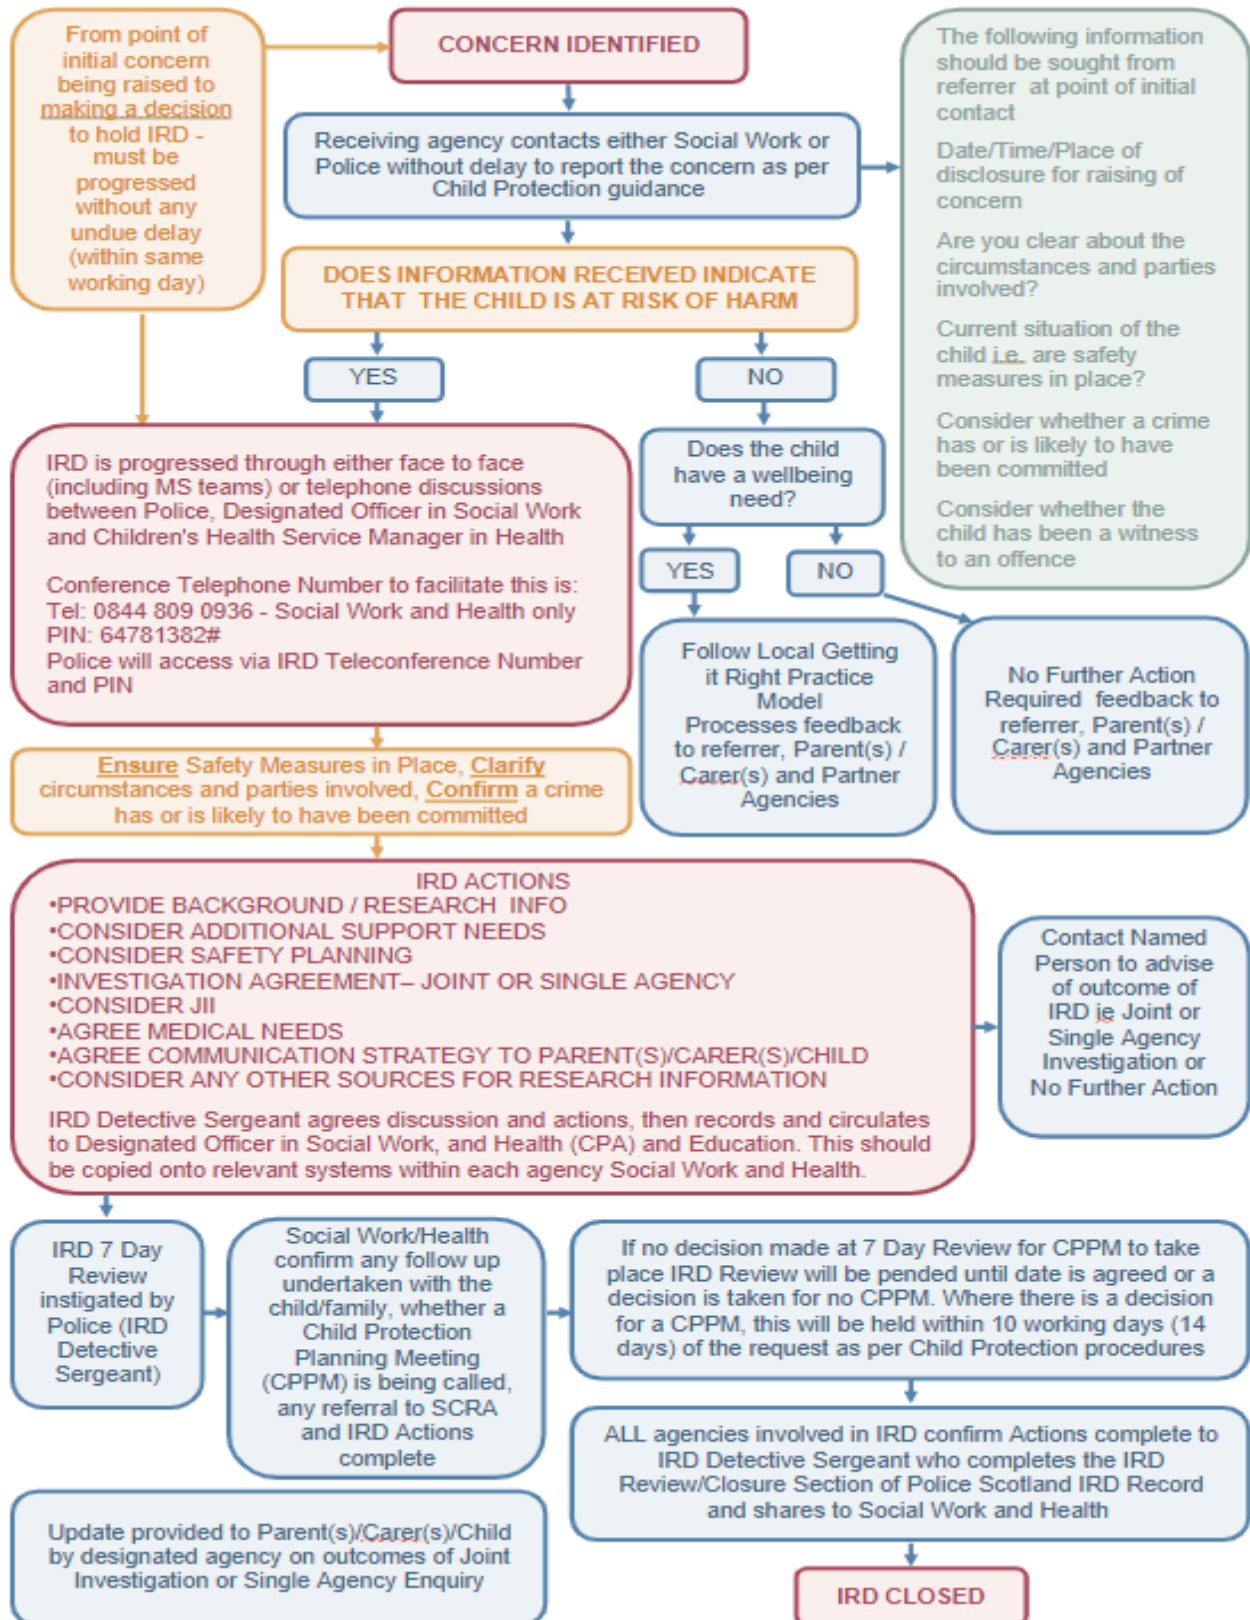 From point of
initial concern
being raised to
making a decision
to hold IRD -
must be
progressed
without any
undue delay
(within same
working day)
CONCERN IDENTIFIED
Receiving agency contacts either Social Work or
Police without delay to report the concern as per
Child Protection guidance
The following information
should be sought from
referrer at point of initial
contact
Date/Time/Place of
disclosure for raising of
concern
Are you clear about the
circumstances and parties
involved?
Current situation of the
child i.e. are safety
measures in place?
Consider whether a crime
has or is likely to have
been committed
Consider whether the
child has been a witness
to an offence
DOES INFORMATION RECEIVED INDICATE
THAT THE CHILD IS AT RISK OF HARM
YES
NO
IRD is progressed through either face to face
(including MS teams) or telephone discussions
between Police, Designated Officer in Social Work
and Children's Health Service Manager in Health
Conference Telephone Number to facilitate this is:
Tel: 0844 809 0936 - Social Work and Health only
PIN: 64781382#
Police will access via IRD Teleconference Number
and PIN
Does the child
have a wellbeing
need?
YES
NO
Follow Local Getting
it Right Practice
Model
Processes feedback
to referrer, Parent(s) /
Carer(s) and Partner
Agencies
No Further Action
Required feedback to
referrer, Parent(s) /
Carer(s) and Partner
Agencies
Ensure Safety Measures in Place, Clarify
circumstances and parties involved, Confirm a crime
has or is likely to have been committed
IRD ACTIONS
•PROVIDE BACKGROUND / RESEARCH INFO
•CONSIDER ADDITIONAL SUPPORT NEEDS
•CONSIDER SAFETY PLANNING
•INVESTIGATION AGREEMENT– JOINT OR SINGLE AGENCY
•CONSIDER JII
•AGREE MEDICAL NEEDS
•AGREE COMMUNICATION STRATEGY TO PARENT(S)/CARER(S)/CHILD
•CONSIDER ANY OTHER SOURCES FOR RESEARCH INFORMATION
IRD Detective Sergeant agrees discussion and actions, then records and circulates
to Designated Officer in Social Work, and Health (CPA) and Education. This should
be copied onto relevant systems within each agency Social Work and Health.
Contact Named
Person to advise
of outcome of
IRD ie Joint or
Single Agency
Investigation or
No Further Action
IRD 7 Day
Review
instigated by
Police (IRD
Detective
Sergeant)
Social Work/Health
confirm any follow up
undertaken with the
child/family, whether a
Child Protection
Planning Meeting
(CPPM) is being called,
any referral to SCRA
and IRD Actions
complete
If no decision made at 7 Day Review for CPPM to take
place IRD Review will be pended until date is agreed or a
decision is taken for no CPPM. Where there is a decision
for a CPPM, this will be held within 10 working days (14
days) of the request as per Child Protection procedures
ALL agencies involved in IRD confirm Actions complete to
IRD Detective Sergeant who completes the IRD
Review/Closure Section of Police Scotland IRD Record
and shares to Social Work and Health
Update provided to Parent(s)/Carer(s)/Child
by designated agency on outcomes of Joint
Investigation or Single Agency Enquiry
IRD CLOSED